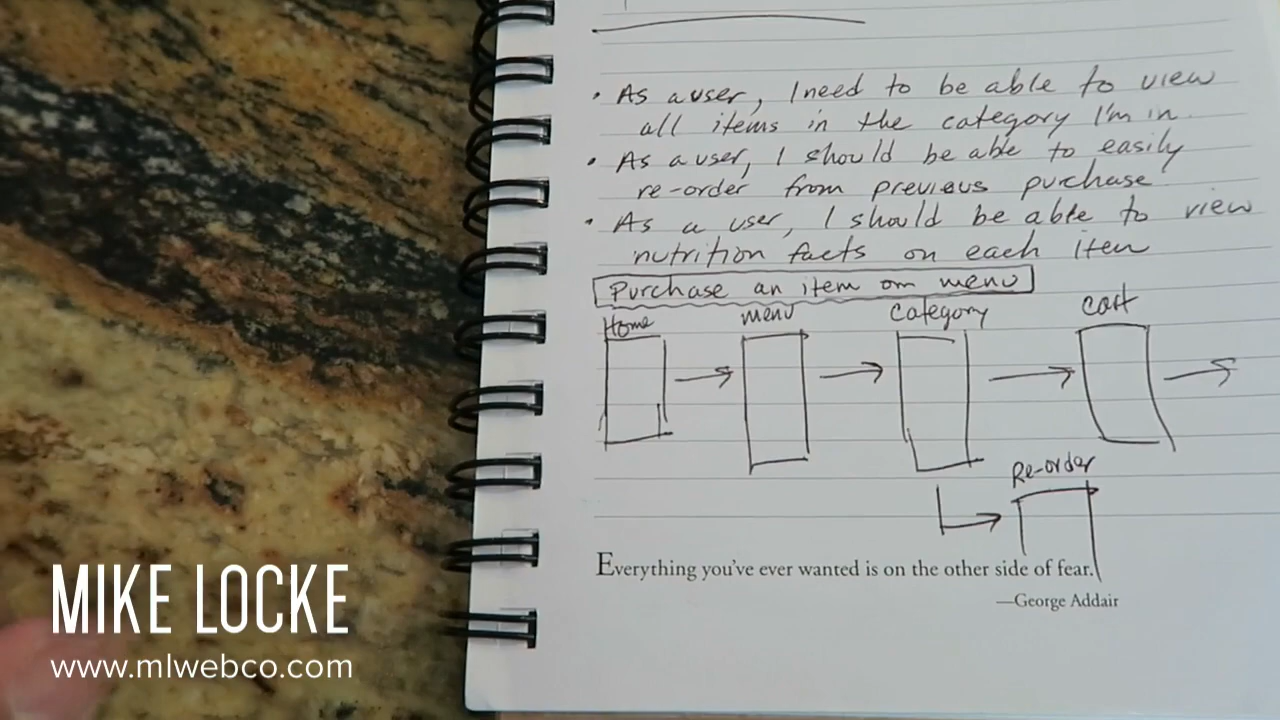 • As a user, I need to be able to view
all items in the category I'm in.
• As a user, I should be able to easily
re-order from previous purchase
• As a user, I should be able to view
nutrition facts on each item
Purchase an item om menu
Home
menu
Category
cart
Re-order
Everything you've ever wanted is on the other side of fear.
—George Addair
MIKE LOCKE
www.mlwebco.com